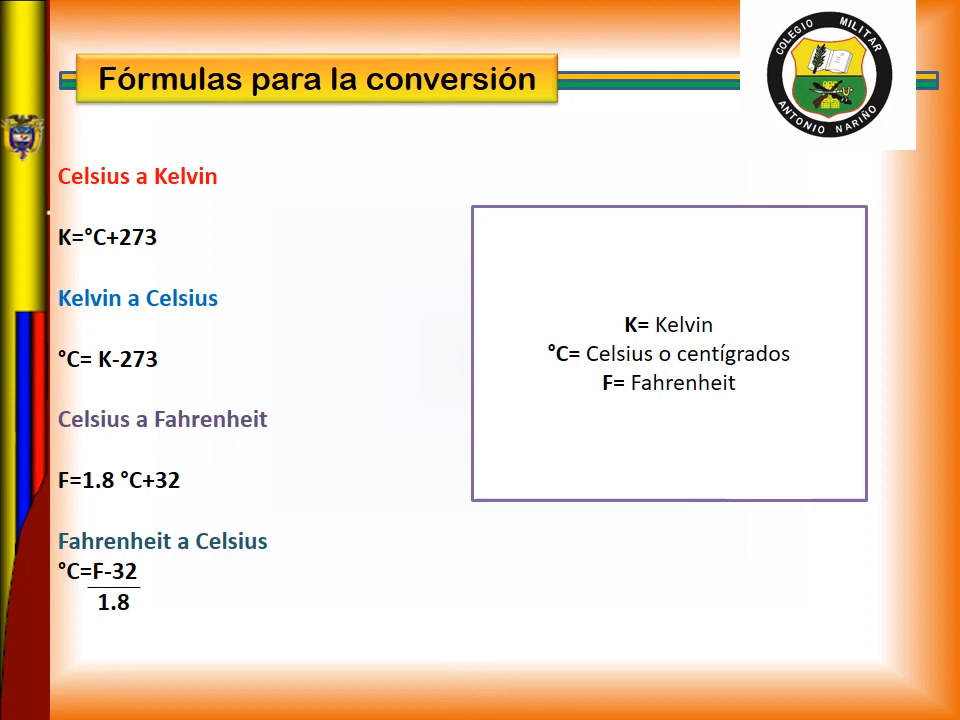 Fórmulas para la conversión
COLEGIO MILITAR
ANTONIO NARIÑO
Celsius a Kelvin
K=°C+273
Kelvin a Celsius
°C= K-273
Celsius a Fahrenheit
F=1.8 °C+32
Fahrenheit a Celsius
°C=F-32
1.8
K= Kelvin
°C= Celsius o centígrados
F= Fahrenheit